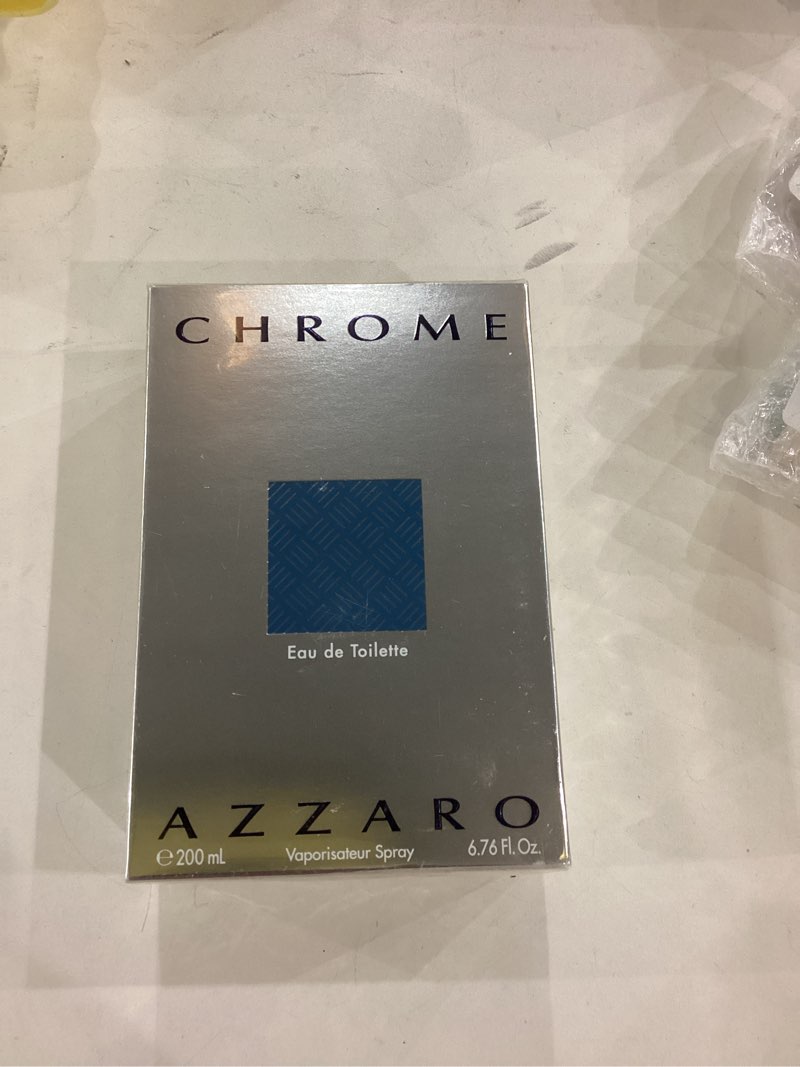 CHROME
Eau de Toilette
AZZARO
℮ 200 mL Vaporisateur Spray 6.76 Fl. Oz.